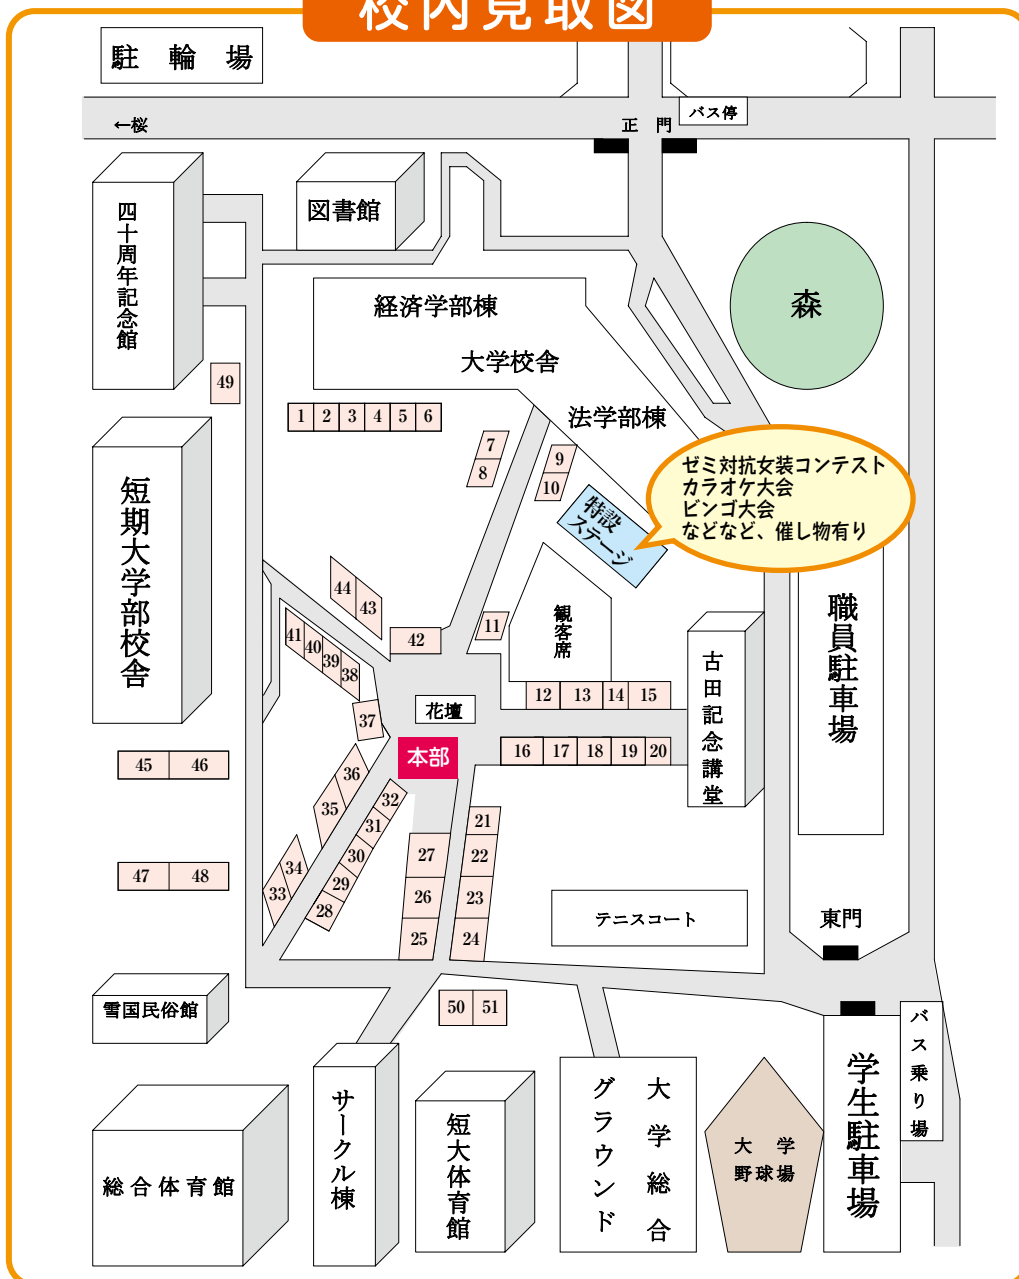 校内見取図
駐輪場
←桜
正門
バス停
四十周年記念館
図書館
経済学部棟
大学校舎
法学部棟
森
49
1 2 3 4 5 6
7
8
9
10
特設
ステージ
ゼミ対抗女装コンテスト
カラオケ大会
ビンゴ大会
などなど、催し物有り
短期大学部校舎
44 43
42
11
観客席
41 40 39 38
37
花壇
本部
12 13 14 15
16 17 18 19 20
古田記念講堂
職員駐車場
45 46
47 48
36
35
34
33
32
31
30
29
28
27
26
25
21
22
23
24
テニスコート
東門
雪国民俗館
50 51
総合体育館
サークル棟
短大体育館
大学総合
グラウンド
大学
野球場
学生駐車場
バス乗り場